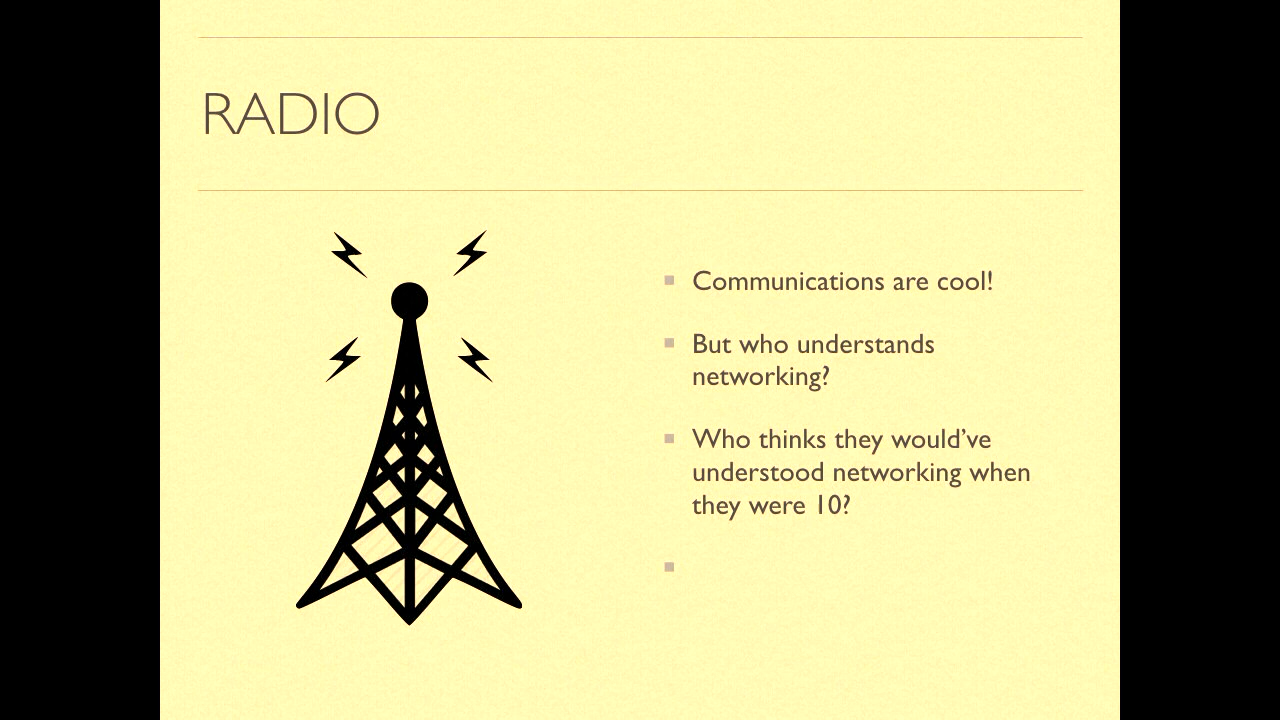 RADIO
Communications are cool!
But who understands
networking?
Who thinks they would’ve
understood networking when
they were 10?